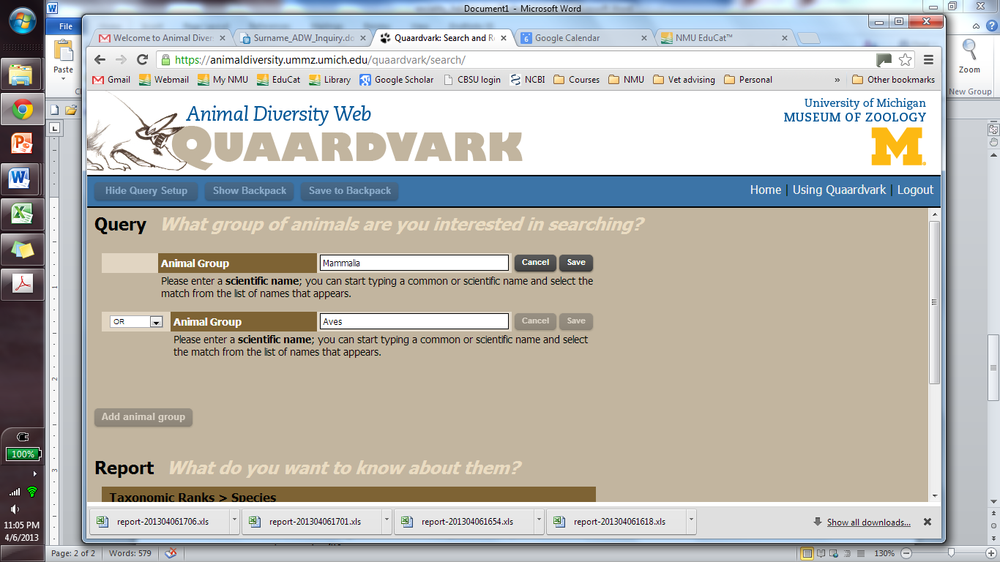 Document1 - Microsoft Word
File
Paste
Zoom
New Group
Welcome to Animal Divers
Surname_ADW_Inquiry.do
Quaardvark: Search and Re
Google Calendar
NMU EduCat™
https://animaldiversity.ummz.umich.edu/quaardvark/search/
Gmail Webmail My NMU EduCat Library Google Scholar CBSU login NCBI Courses NMU Vet advising Personal » Other bookmarks
Animal Diversity Web
QUAARDVARK
University of Michigan
MUSEUM OF ZOOLOGY
M
Hide Query Setup Show Backpack Save to Backpack Home | Using Quaardvark | Logout
Query What group of animals are you interested in searching?
Animal Group Mammalia Cancel Save
Please enter a scientific name; you can start typing a common or scientific name and select the
match from the list of names that appears.
OR Animal Group Aves Cancel Save
Please enter a scientific name; you can start typing a common or scientific name and select
the match from the list of names that appears.
Add animal group
Report What do you want to know about them?
Taxonomic Ranks > Species
report-201304061706.xls report-201304061701.xls report-201304061654.xls report-201304061618.xls Show all downloads...
100%
11:05 PM
4/6/2013
Page: 2 of 2 Words: 579 130%